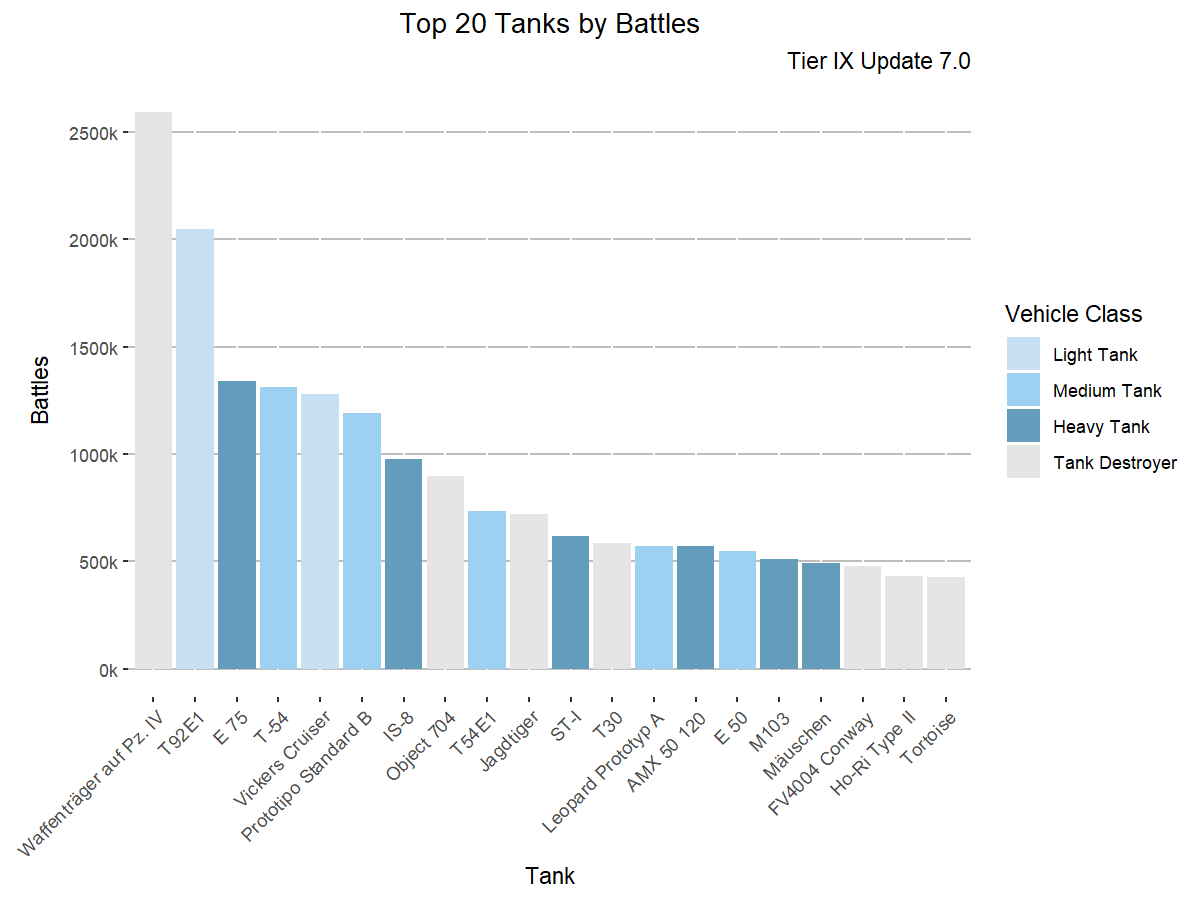 Top 20 Tanks by Battles
Tier IX Update 7.0
Battles
2500k
2000k
1500k
1000k
500k
0k
Waffenträger auf Pz. IV
T92E1
E 75
T-54
Vickers Cruiser
Prototipo Standard B
IS-8
Object 704
T54E1
Jagdtiger
ST-I
T30
Leopard Prototyp A
AMX 50 120
E 50
M103
Mäuschen
FV4004 Conway
Ho-Ri Type II
Tortoise
Tank
Vehicle Class
Light Tank
Medium Tank
Heavy Tank
Tank Destroyer